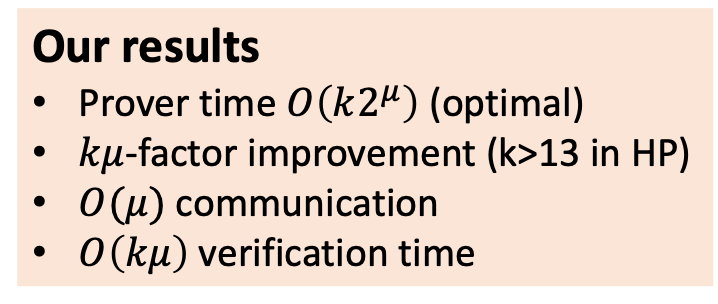 Our results
• Prover time 𝑂(𝑘2^𝜇) (optimal)
• 𝑘𝜇-factor improvement (k>13 in HP)
• 𝑂(𝜇) communication
• 𝑂(𝑘𝜇) verification time